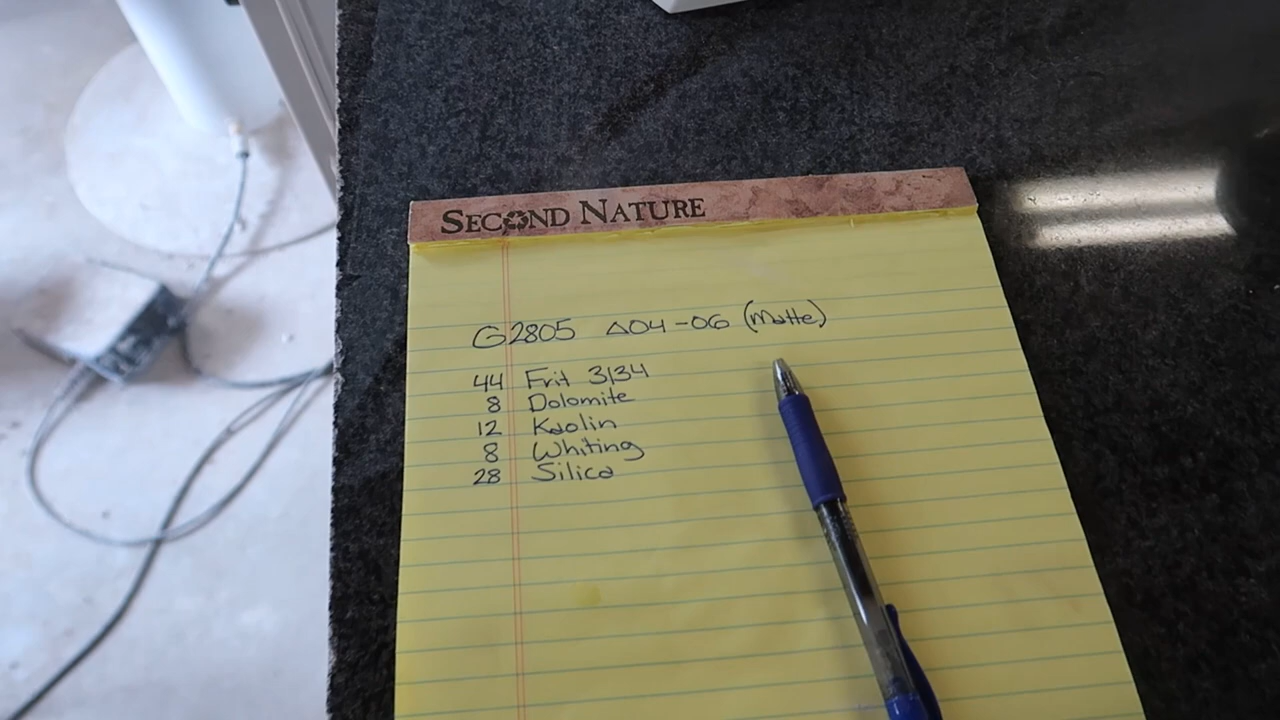 SECOND NATURE
G2805 Δ04-06 (Matte)
44 Frit 3134
8 Dolomite
12 Kaolin
8 Whiting
28 Silica